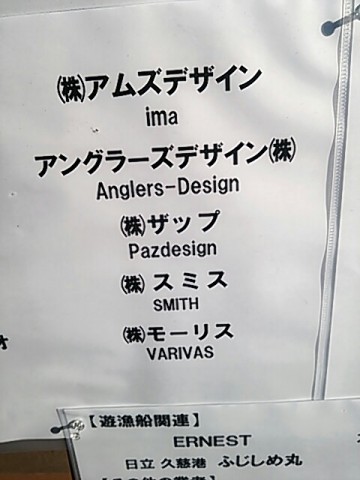 ㈱アムズデザイン
ima
アングラーズデザイン㈱
Anglers-Design
㈱ザップ
Pazdesign
㈱スミス
SMITH
㈱モーリス
VARIVAS
【遊漁船関連】
ERNEST
日立 久慈港 ふじしめ丸